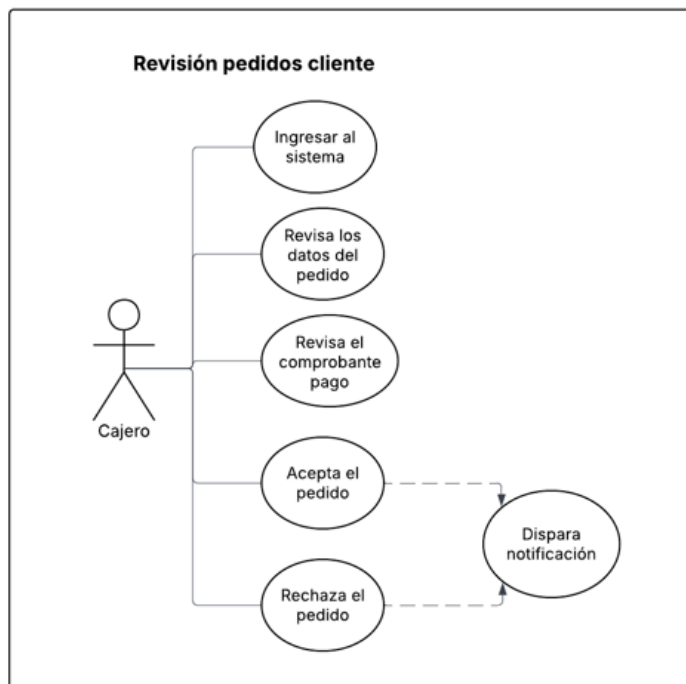 Revisión pedidos cliente
Ingresar al
sistema
Revisa los
datos del
pedido
Revisa el
comprobante
pago
Cajero
Acepta el
pedido
Dispara
notificación
Rechaza el
pedido